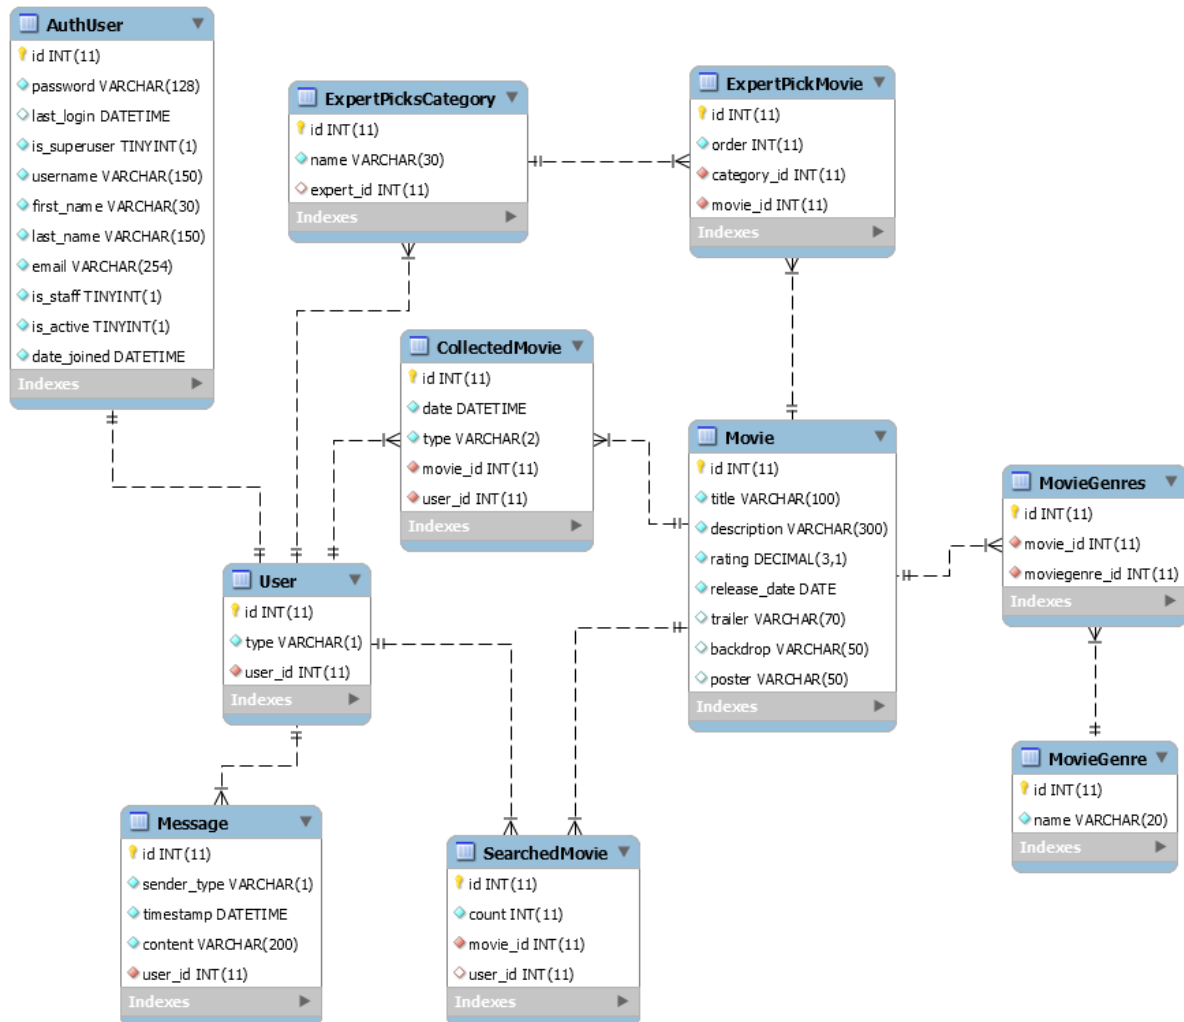 AuthUser
id INT(11)
password VARCHAR(128)
last_login DATETIME
is_superuser TINYINT(1)
username VARCHAR(150)
first_name VARCHAR(30)
last_name VARCHAR(150)
email VARCHAR(254)
is_staff TINYINT(1)
is_active TINYINT(1)
date_joined DATETIME
Indexes
ExpertPicksCategory
id INT(11)
name VARCHAR(30)
expert_id INT(11)
Indexes
ExpertPickMovie
id INT(11)
order INT(11)
category_id INT(11)
movie_id INT(11)
Indexes
CollectedMovie
id INT(11)
date DATETIME
type VARCHAR(2)
movie_id INT(11)
user_id INT(11)
Indexes
Movie
id INT(11)
title VARCHAR(100)
description VARCHAR(300)
rating DECIMAL(3,1)
release_date DATE
trailer VARCHAR(70)
backdrop VARCHAR(50)
poster VARCHAR(50)
Indexes
MovieGenres
id INT(11)
movie_id INT(11)
moviegenre_id INT(11)
Indexes
User
id INT(11)
type VARCHAR(1)
user_id INT(11)
Indexes
MovieGenre
id INT(11)
name VARCHAR(20)
Indexes
Message
id INT(11)
sender_type VARCHAR(1)
timestamp DATETIME
content VARCHAR(200)
user_id INT(11)
Indexes
SearchedMovie
id INT(11)
count INT(11)
movie_id INT(11)
user_id INT(11)
Indexes